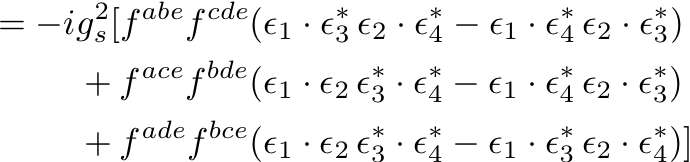 = −ig_s^2[f^{abe}f^{cde}(ϵ_1 · ϵ_3^* ϵ_2 · ϵ_4^* − ϵ_1 · ϵ_4^* ϵ_2 · ϵ_3^*)
+ f^{ace}f^{bde}(ϵ_1 · ϵ_2 ϵ_3^* · ϵ_4^* − ϵ_1 · ϵ_4^* ϵ_2 · ϵ_3^*)
+ f^{ade}f^{bce}(ϵ_1 · ϵ_2 ϵ_3^* · ϵ_4^* − ϵ_1 · ϵ_3^* ϵ_2 · ϵ_4^*)]